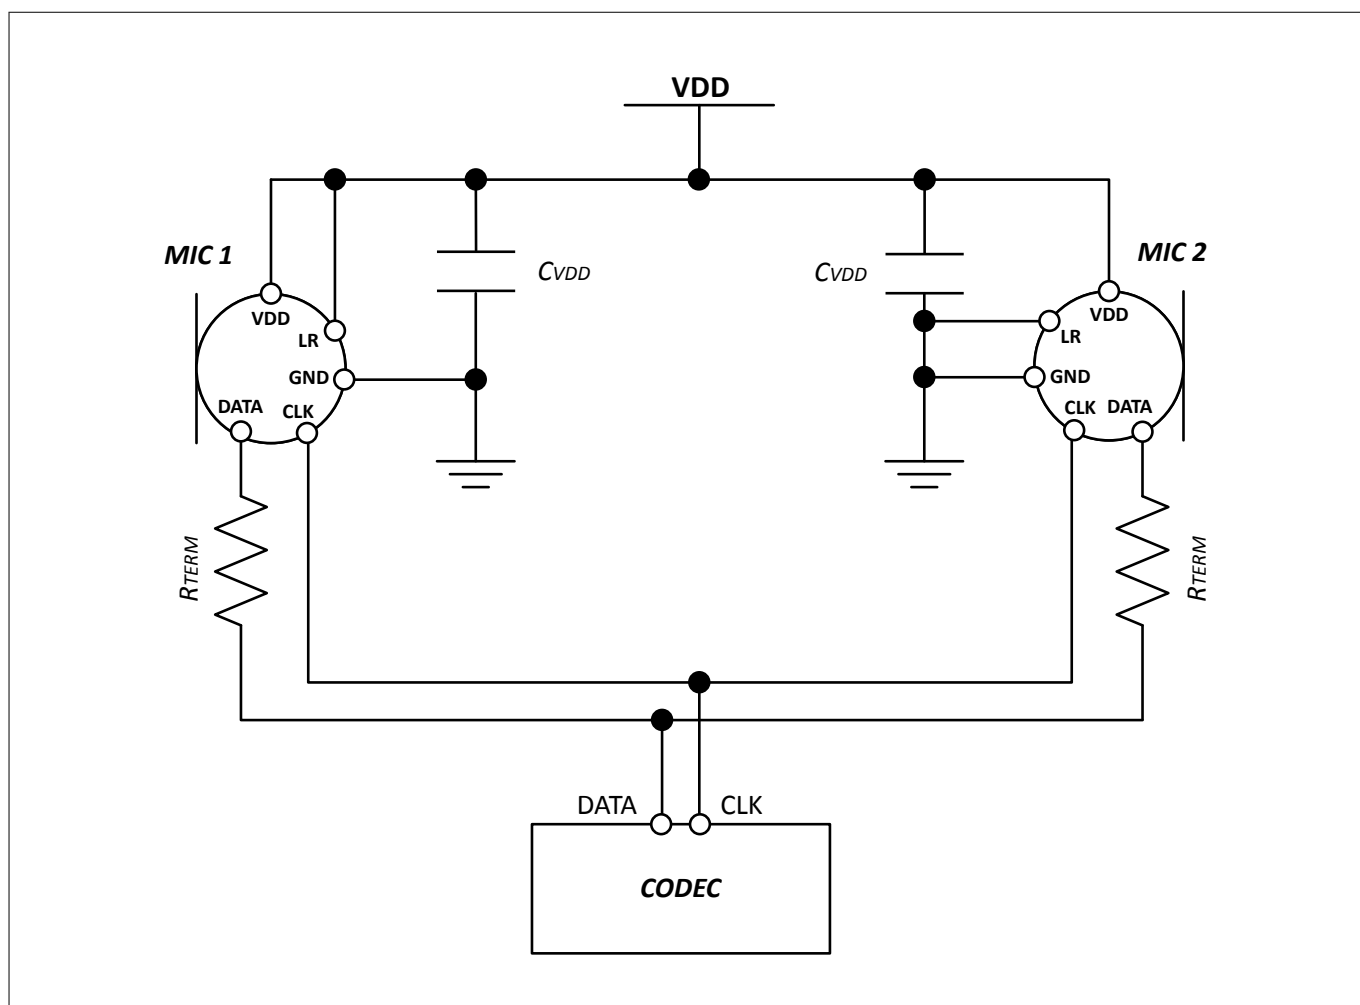 VDD
MIC 1
MIC 2
CVDD
CVDD
VDD
LR
GND
DATA
CLK
VDD
LR
GND
CLK
DATA
RTERM
RTERM
DATA
CLK
CODEC